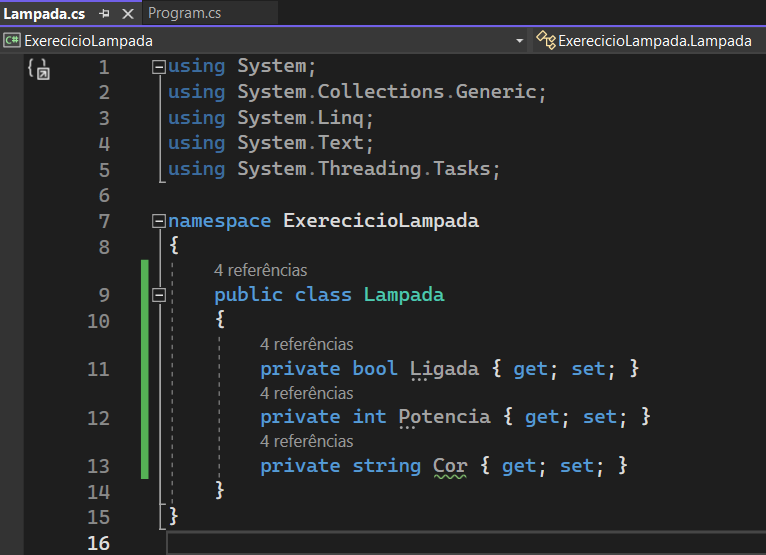 Lampada.cs Program.cs
C# ExerecicioLampada ExerecicioLampada.Lampada
1 using System;
2 using System.Collections.Generic;
3 using System.Linq;
4 using System.Text;
5 using System.Threading.Tasks;
6
7 namespace ExerecicioLampada
8 {
4 referências
9 public class Lampada
10 {
4 referências
11 private bool Ligada { get; set; }
4 referências
12 private int Potencia { get; set; }
4 referências
13 private string Cor { get; set; }
14 }
15 }
16